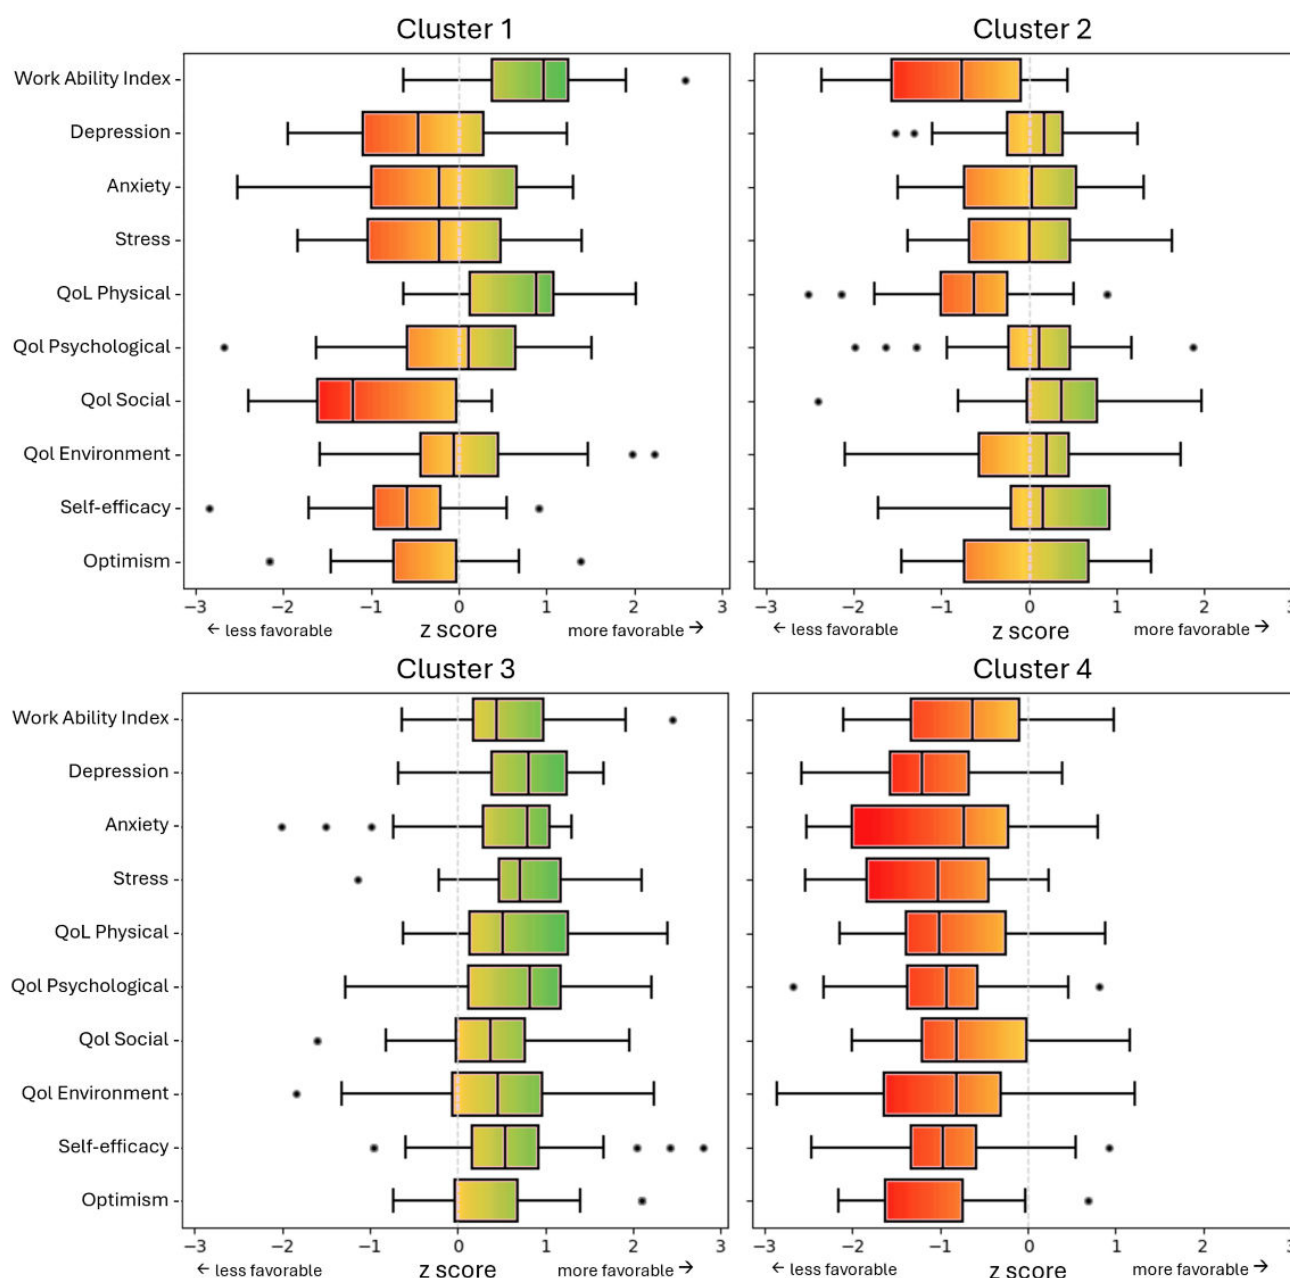 Cluster 1
Cluster 2
Work Ability Index
Depression
Anxiety
Stress
QoL Physical
Qol Psychological
Qol Social
Qol Environment
Self-efficacy
Optimism
−3 −2 −1 0 1 2 3
−3 −2 −1 0 1 2 3
← less favorable z score more favorable →
← less favorable z score more favorable →
Cluster 3
Cluster 4
Work Ability Index
Depression
Anxiety
Stress
QoL Physical
Qol Psychological
Qol Social
Qol Environment
Self-efficacy
Optimism
−3 −2 −1 0 1 2 3
−3 −2 −1 0 1 2 3
← less favorable z score more favorable →
← less favorable z score more favorable →